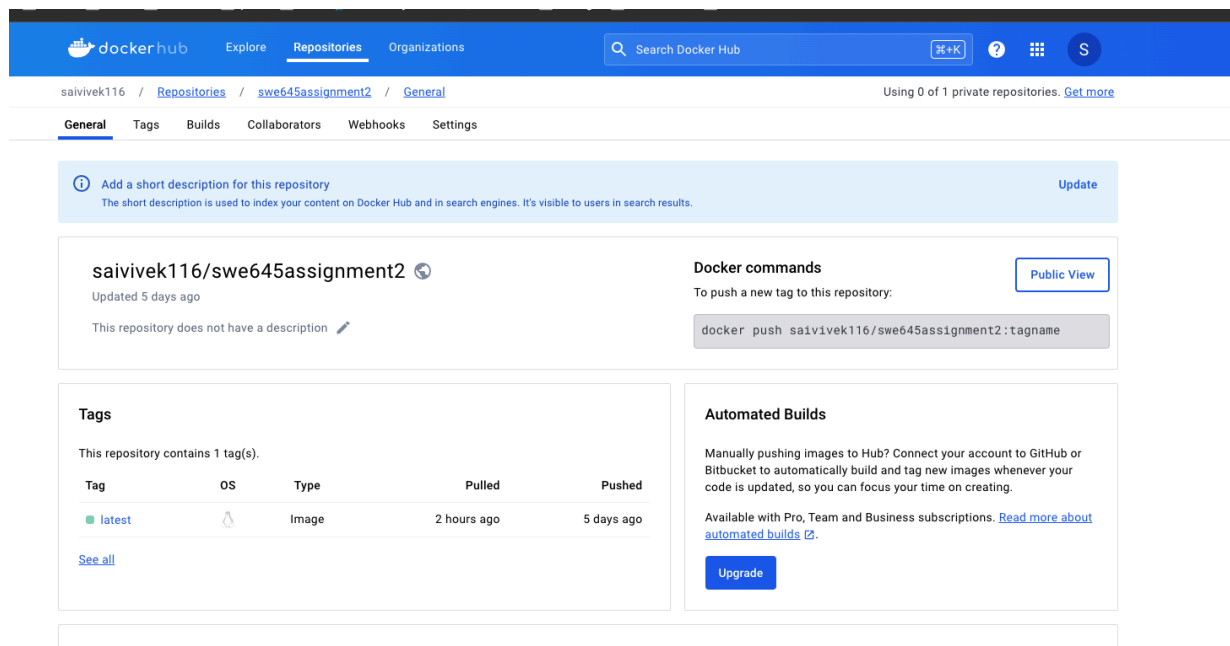 dockerhub Explore Repositories Organizations Search Docker Hub ⌘+K ? S
saivivek116 / Repositories / swe645assignment2 / General Using 0 of 1 private repositories. Get more
General Tags Builds Collaborators Webhooks Settings
Add a short description for this repository Update
The short description is used to index your content on Docker Hub and in search engines. It's visible to users in search results.
saivivek116/swe645assignment2
Updated 5 days ago
This repository does not have a description
Docker commands
Public View
To push a new tag to this repository:
docker push saivivek116/swe645assignment2:tagname
Tags
This repository contains 1 tag(s).
Tag OS Type Pulled Pushed
latest Image 2 hours ago 5 days ago
See all
Automated Builds
Manually pushing images to Hub? Connect your account to GitHub or
Bitbucket to automatically build and tag new images whenever your
code is updated, so you can focus your time on creating.
Available with Pro, Team and Business subscriptions. Read more about
automated builds .
Upgrade